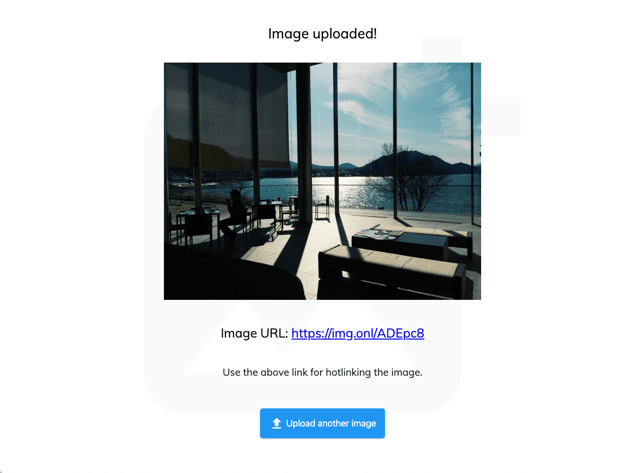 Image uploaded!
Image URL: https://img.onl/ADEpc8
Use the above link for hotlinking the image.
Upload another image